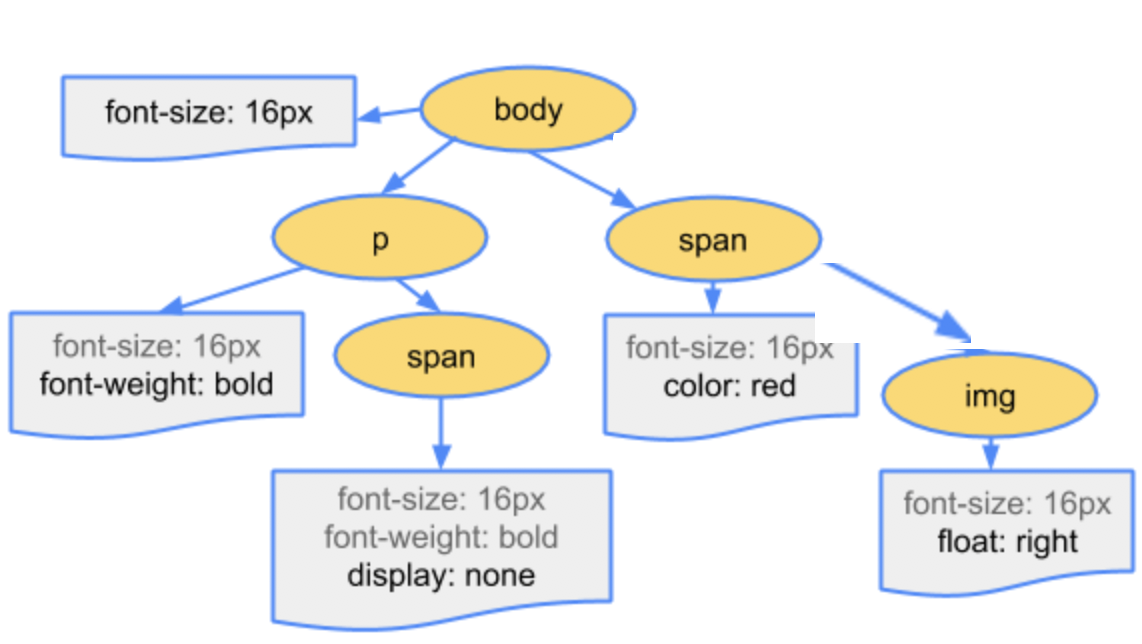 font-size: 16px
body
p
span
font-size: 16px
font-weight: bold
span
font-size: 16px
color: red
img
font-size: 16px
font-weight: bold
display: none
font-size: 16px
float: right